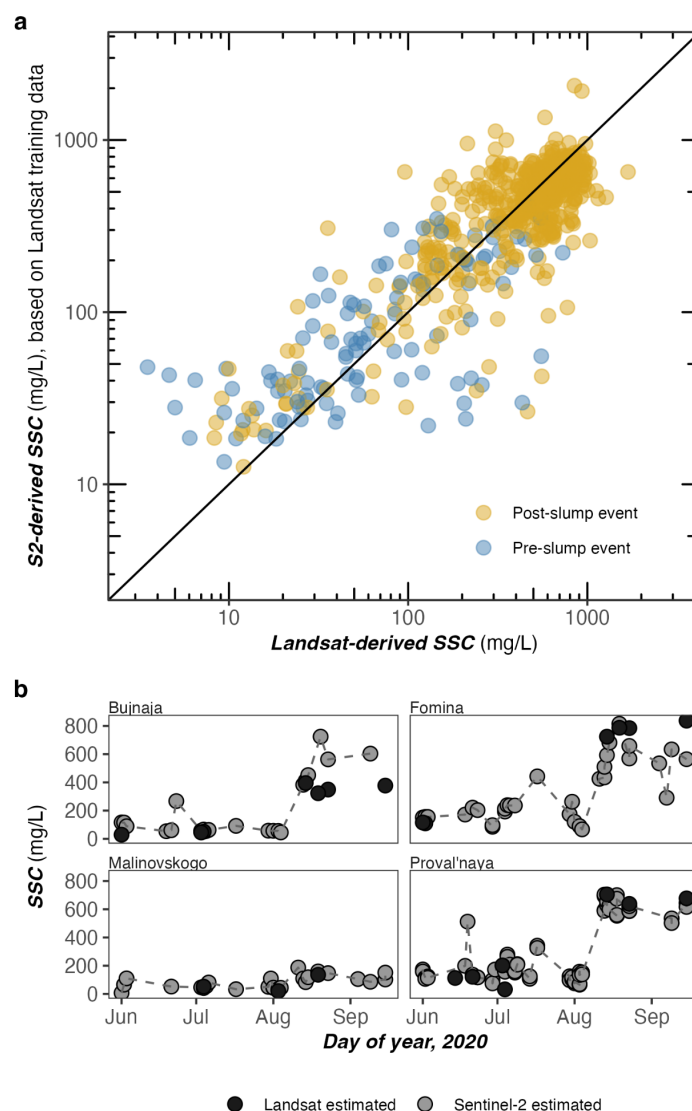 a
S2-derived SSC (mg/L), based on Landsat training data
1000
100
10
Post-slump event
Pre-slump event
10 100 1000
Landsat-derived SSC (mg/L)
b
Bujnaja Fomina
800
600
400
200
0
Malinovskogo Proval'naya
800
600
400
200
0
SSC (mg/L)
Jun Jul Aug Sep Jun Jul Aug Sep
Day of year, 2020
Landsat estimated Sentinel-2 estimated